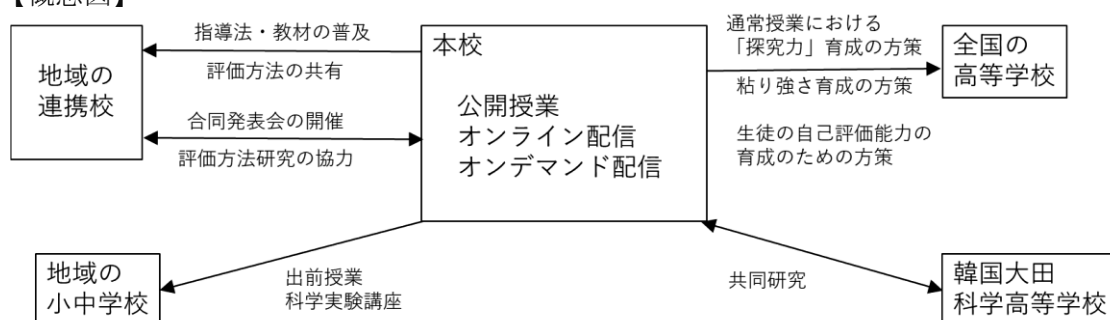 【概念図】
指導法・教材の普及
評価方法の共有
地域の
連携校
合同発表会の開催
評価方法研究の協力
本校
公開授業
オンライン配信
オンデマンド配信
通常授業における
「探究力」育成の方策
粘り強さ育成の方策
生徒の自己評価能力の
育成のための方策
全国の
高等学校
地域の
小中学校
出前授業
科学実験講座
共同研究
韓国大田
科学高等学校